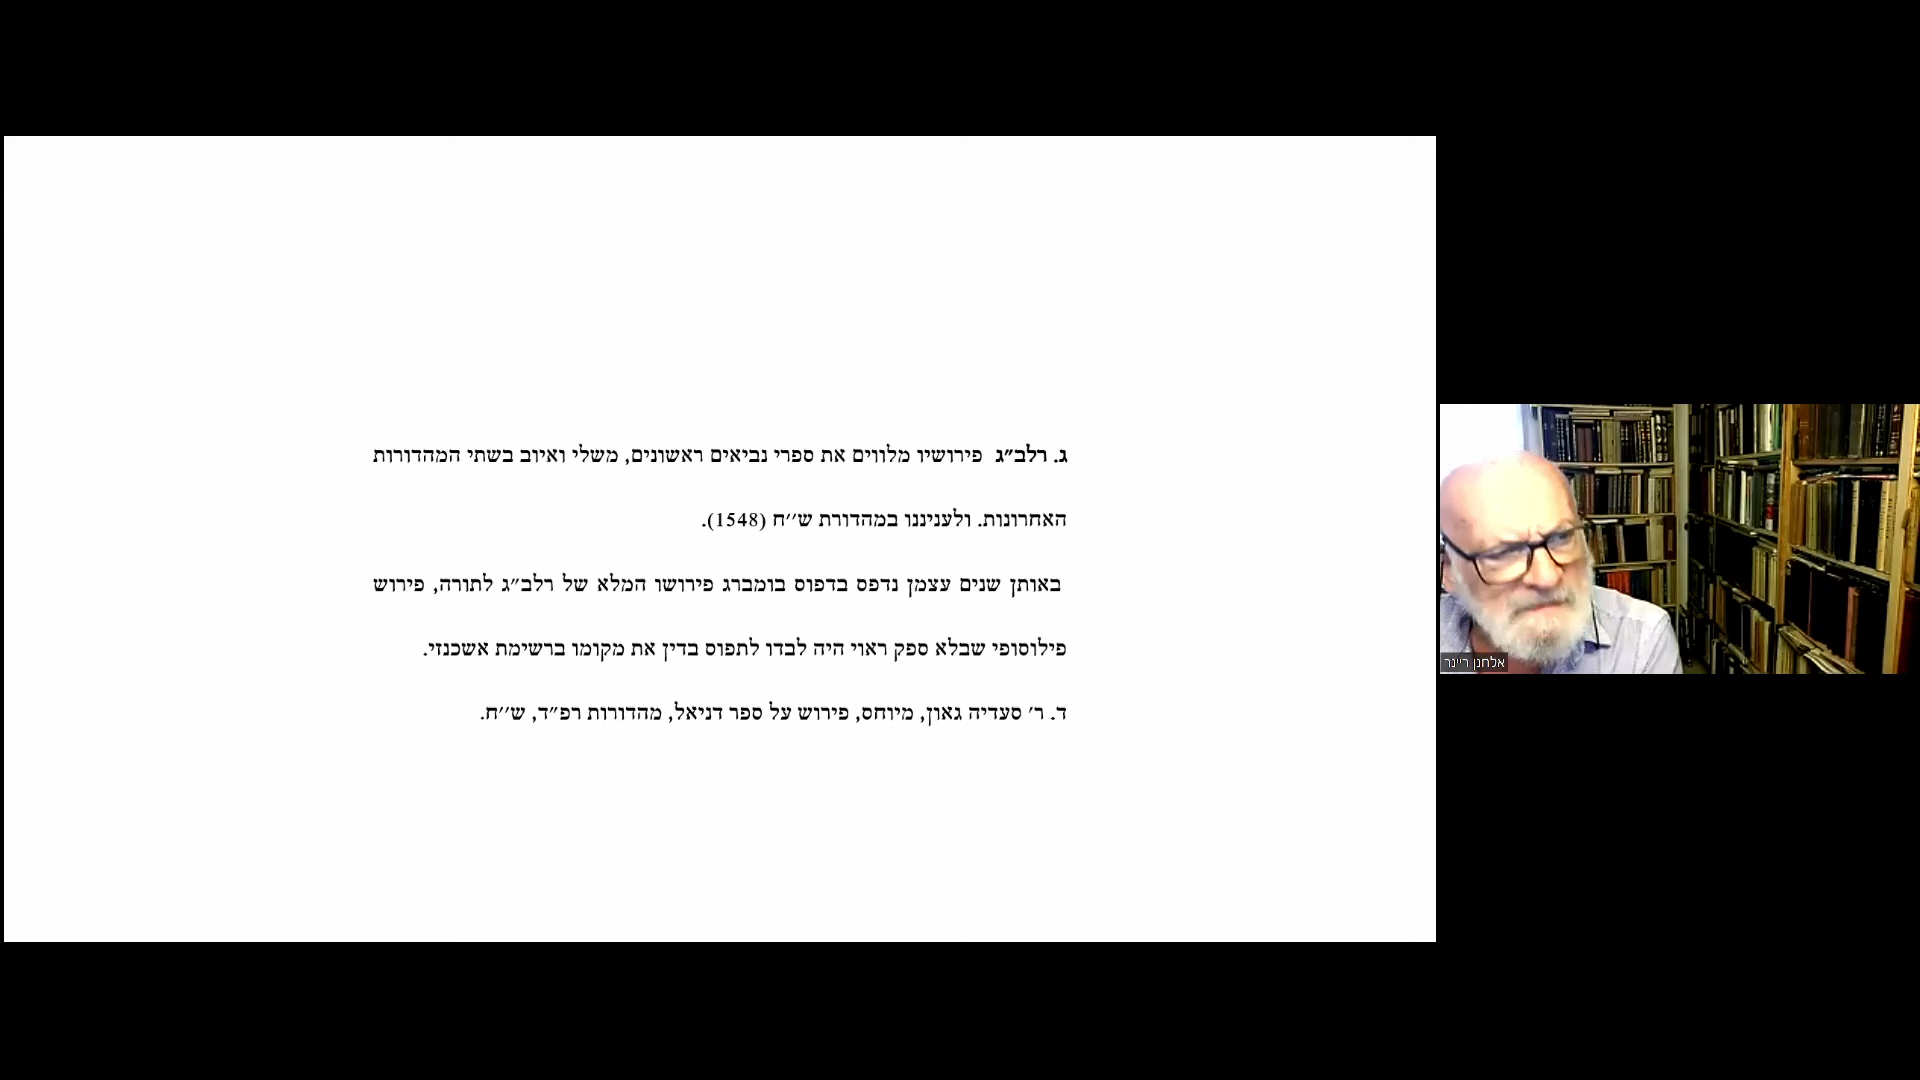 ג. רלב״ג פירושיו מלווים את ספרי נביאים ראשונים, משלי ואיוב בשתי המהדורות
האחרונות. ולעניננו במהדורת ש׳׳ח (1548).
באותן שנים עצמן נדפס בדפוס בומברג פירושו המלא של רלב״ג לתורה, פירוש
פילוסופי שבלא ספק ראוי היה לבדו לתפוס בדין את מקומו ברשימת אשכנזי.
ד. ר׳ סעדיה גאון, מיוחס, פירוש על ספר דניאל, מהדורות רפ״ד, ש׳׳ח.
אלחנן ריינר